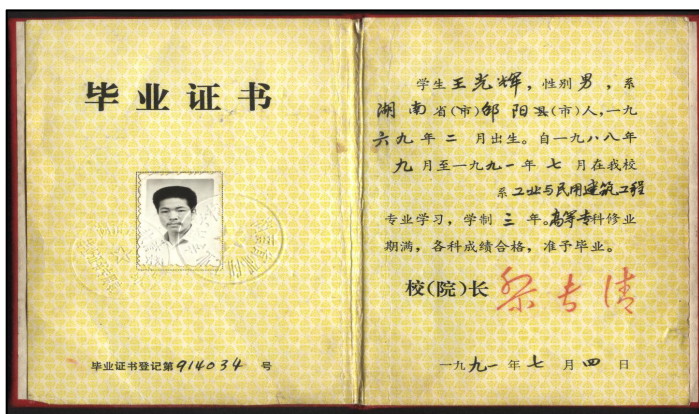 毕业证书
毕业证书登记第914034号
学生王光辉，性别男，系
湖南省(市)邵阳县(市)人，一九
六九年二月出生。自一九八八年
九月至一九九一年七月在我校
系工业与民用建筑工程
专业学习，学制三年。高等专科修业
期满，各科成绩合格，准予毕业。
校(院)长
一九九一年七月四日